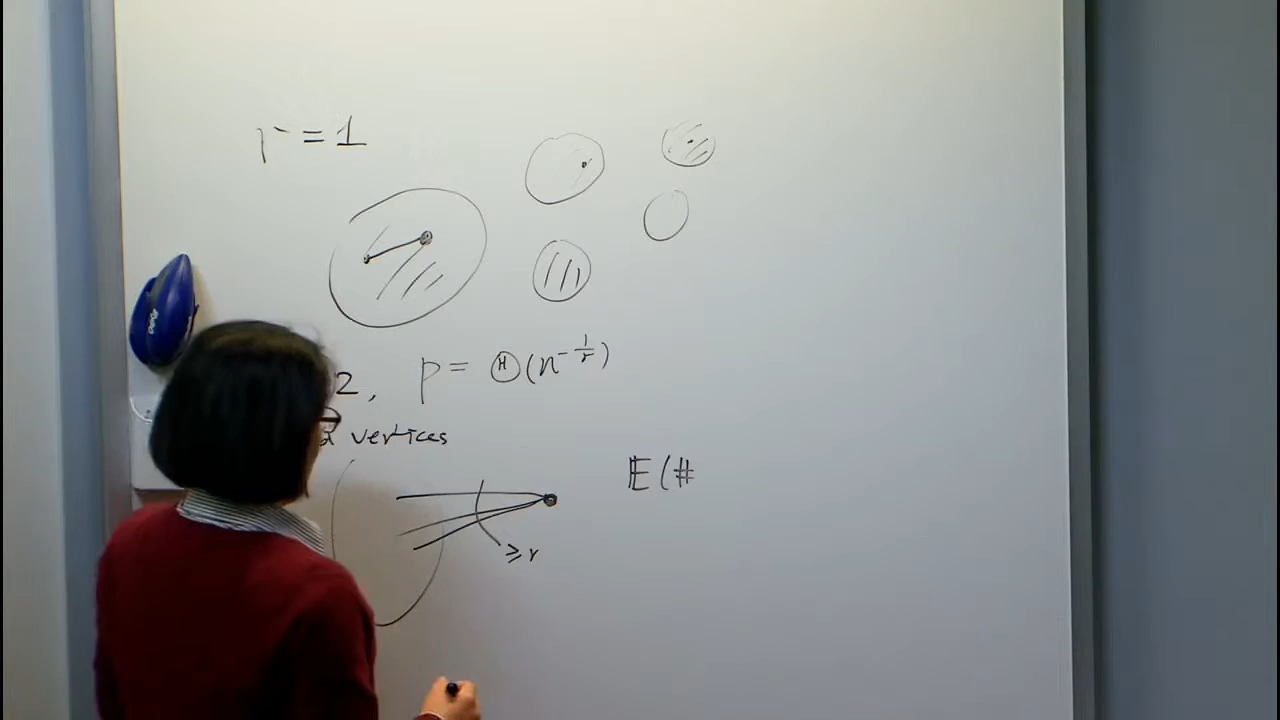 r = 1
2, p = Θ(n^{-1/r})
vertices
≥ r
𝔼(#